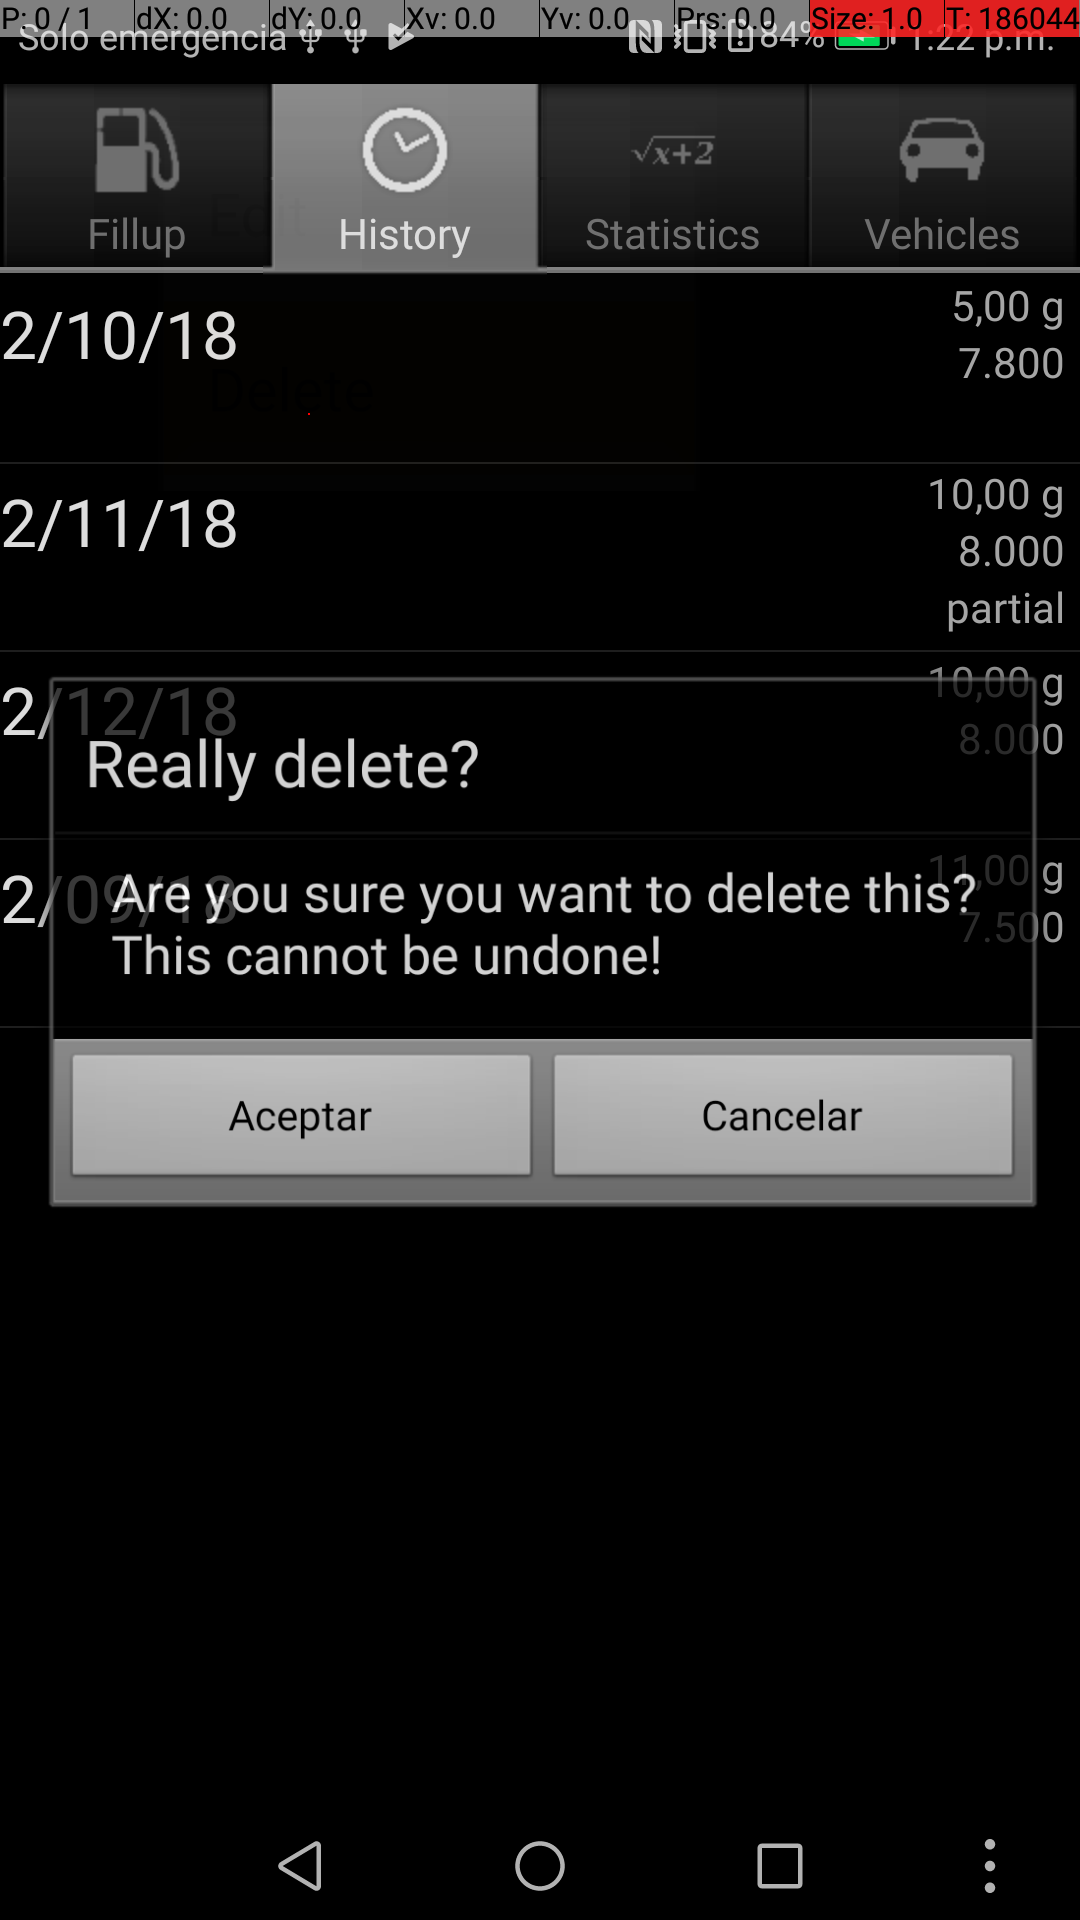 P: 0 / 1 dX: 0.0 dY: 0.0 Xv: 0.0 Yv: 0.0 Prs: 0.0 Size: 1.0 T: 186044
Solo emergencia 84% 1:22 p.m.
Fillup History √x+2 Statistics Vehicles
Edit
2/10/18 5,00 g
7.800
Delete
2/11/18 10,00 g
8.000
partial
2/12/18 10,00 g
8.000
Really delete?
2/09/18 11,00 g
7.500
Are you sure you want to delete this?
This cannot be undone!
Aceptar Cancelar